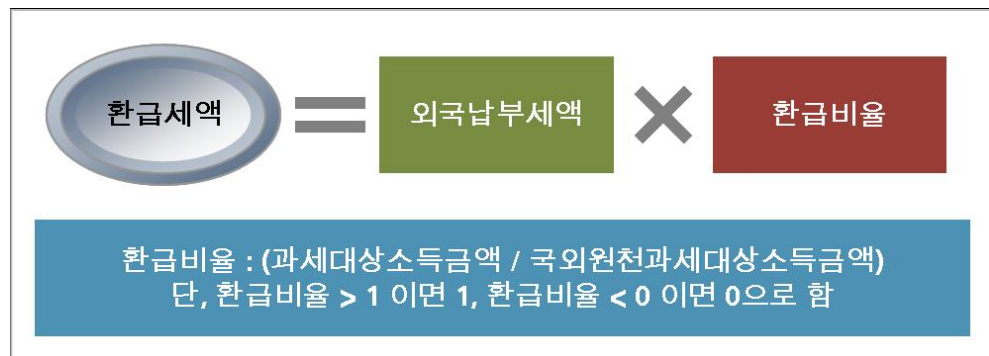 환급세액 = 외국납부세액 × 환급비율
환급비율 : (과세대상소득금액 / 국외원천과세대상소득금액)
단, 환급비율 > 1 이면 1, 환급비율 < 0 이면 0으로 함